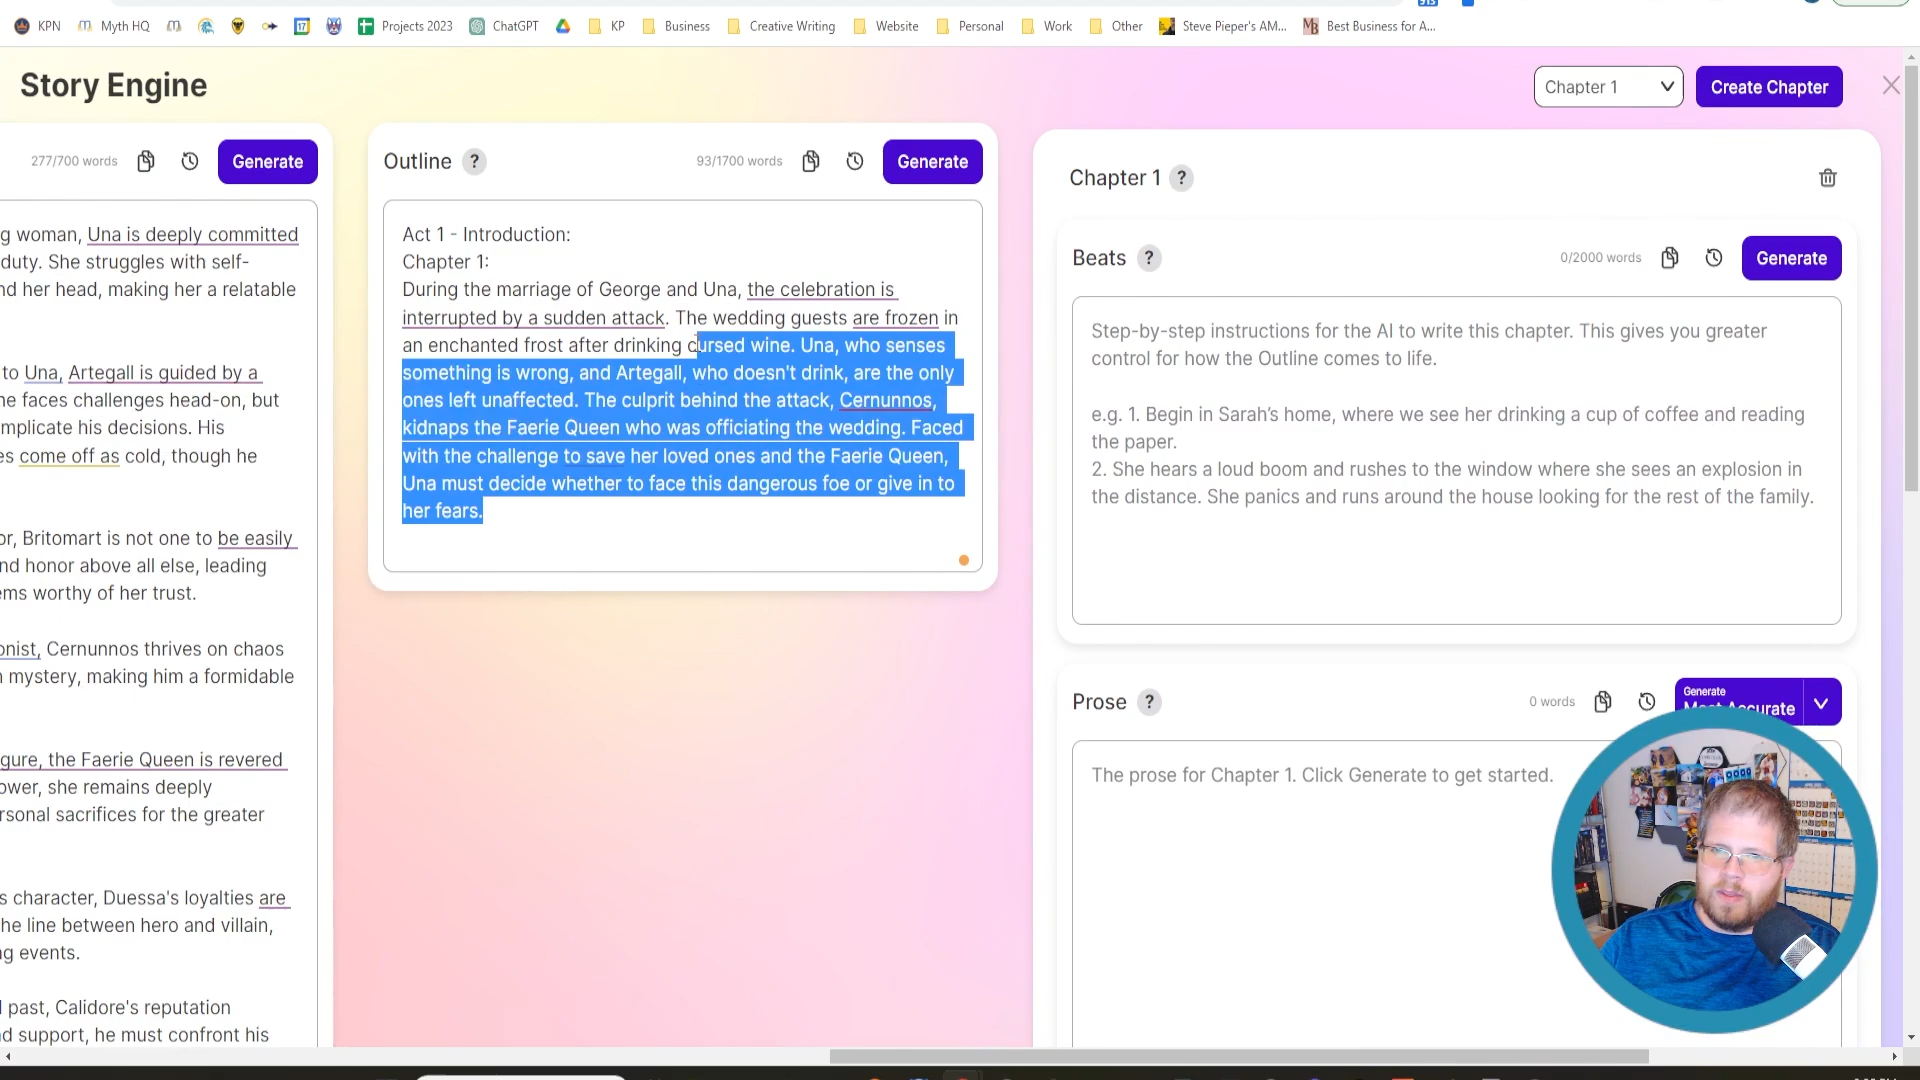 KPN
Myth HQ
17
Projects 2023
ChatGPT
KP
Business
Creative Writing
Website
Personal
Work
Other
Steve Pieper's AM...
Best Business for A...
Story Engine
Chapter 1
Create Chapter
277/700 words
Generate
g woman, Una is deeply committed
duty. She struggles with self-
nd her head, making her a relatable
to Una, Artegall is guided by a
ne faces challenges head-on, but
mplicate his decisions. His
es come off as cold, though he
or, Britomart is not one to be easily
nd honor above all else, leading
ems worthy of her trust.
onist, Cernunnos thrives on chaos
n mystery, making him a formidable
gure, the Faerie Queen is revered
ower, she remains deeply
rsonal sacrifices for the greater
s character, Duessa's loyalties are
he line between hero and villain,
ng events.
l past, Calidore's reputation
nd support, he must confront his
Outline ?
93/1700 words
Generate
Act 1 - Introduction:
Chapter 1:
During the marriage of George and Una, the celebration is
interrupted by a sudden attack. The wedding guests are frozen in
an enchanted frost after drinking cursed wine. Una, who senses
something is wrong, and Artegall, who doesn't drink, are the only
ones left unaffected. The culprit behind the attack, Cernunnos,
kidnaps the Faerie Queen who was officiating the wedding. Faced
with the challenge to save her loved ones and the Faerie Queen,
Una must decide whether to face this dangerous foe or give in to
her fears.
Chapter 1 ?
Beats ?
0/2000 words
Generate
Step-by-step instructions for the AI to write this chapter. This gives you greater
control for how the Outline comes to life.
e.g. 1. Begin in Sarah's home, where we see her drinking a cup of coffee and reading
the paper.
2. She hears a loud boom and rushes to the window where she sees an explosion in
the distance. She panics and runs around the house looking for the rest of the family.
Prose ?
0 words
Generate
Most Accurate
The prose for Chapter 1. Click Generate to get started.